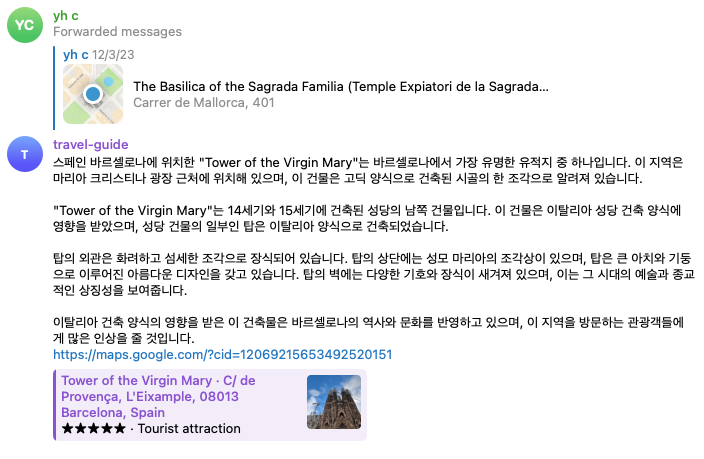 YC
yh c
Forwarded messages
yh c 12/3/23
The Basilica of the Sagrada Familia (Temple Expiatori de la Sagrada...
Carrer de Mallorca, 401
T
travel-guide
스페인 바르셀로나에 위치한 "Tower of the Virgin Mary"는 바르셀로나에서 가장 유명한 유적지 중 하나입니다. 이 지역은
마리아 크리스티나 광장 근처에 위치해 있으며, 이 건물은 고딕 양식으로 건축된 시골의 한 조각으로 알려져 있습니다.
"Tower of the Virgin Mary"는 14세기와 15세기에 건축된 성당의 남쪽 건물입니다. 이 건물은 이탈리아 성당 건축 양식에
영향을 받았으며, 성당 건물의 일부인 탑은 이탈리아 양식으로 건축되었습니다.
탑의 외관은 화려하고 섬세한 조각으로 장식되어 있습니다. 탑의 상단에는 성모 마리아의 조각상이 있으며, 탑은 큰 아치와 기둥
으로 이루어진 아름다운 디자인을 갖고 있습니다. 탑의 벽에는 다양한 기호와 장식이 새겨져 있으며, 이는 그 시대의 예술과 종교
적인 상징성을 보여줍니다.
이탈리아 건축 양식의 영향을 받은 이 건축물은 바르셀로나의 역사와 문화를 반영하고 있으며, 이 지역을 방문하는 관광객들에
게 많은 인상을 줄 것입니다.
https://maps.google.com/?cid=12069215653492520151
Tower of the Virgin Mary · C/ de
Provença, L'Eixample, 08013
Barcelona, Spain
★★★★★ · Tourist attraction